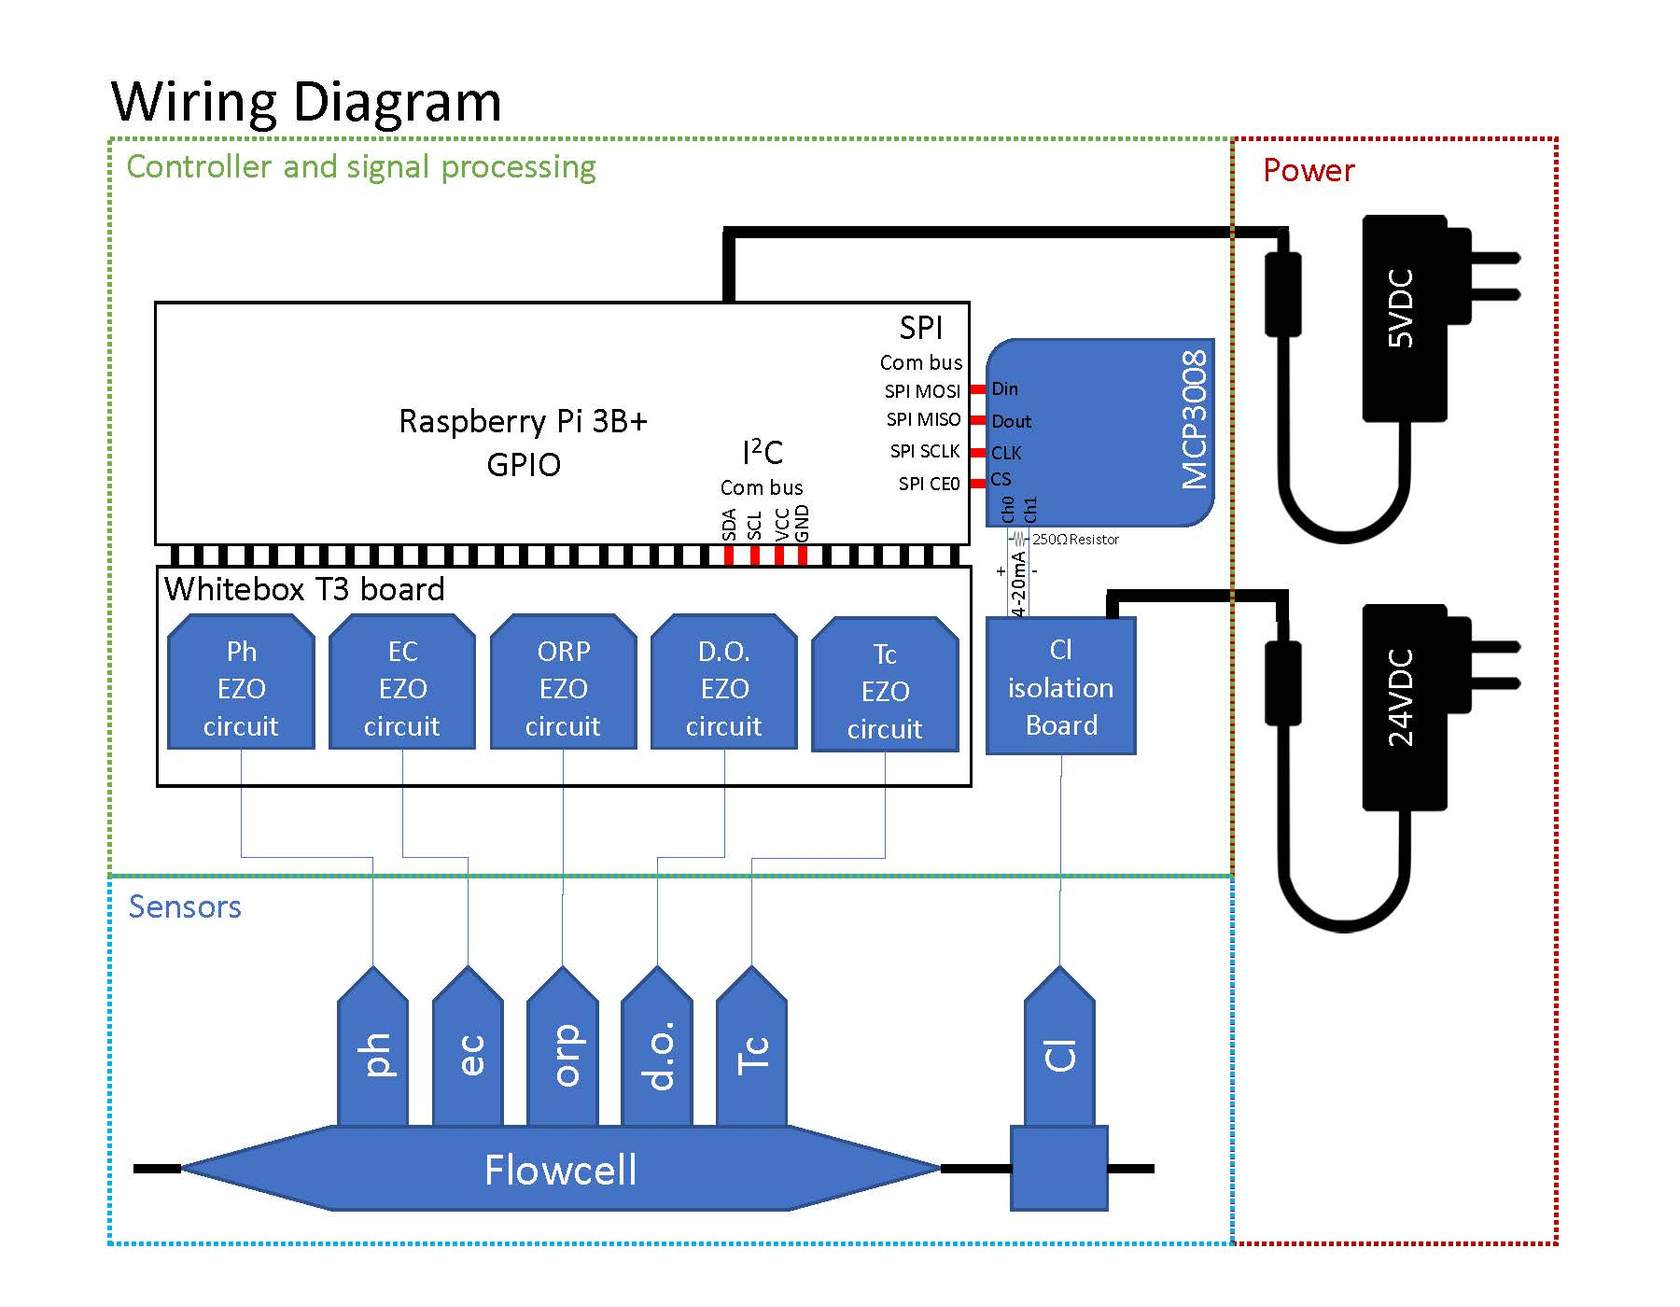 Wiring Diagram
Controller and signal processing
Power
5VDC
SPI
Com bus
SPI MOSI
SPI MISO
SPI SCLK
SPI CE0
Din
Dout
CLK
CS
Ch0
Ch1
MCP3008
Raspberry Pi 3B+
GPIO
I²C
Com bus
SDA
SCL
VCC
GND
250Ω Resistor
+
4-20mA
-
Whitebox T3 board
Ph
EZO
circuit
EC
EZO
circuit
ORP
EZO
circuit
D.O.
EZO
circuit
Tc
EZO
circuit
Cl
isolation
Board
24VDC
Sensors
ph
ec
orp
d.o.
Tc
Cl
Flowcell